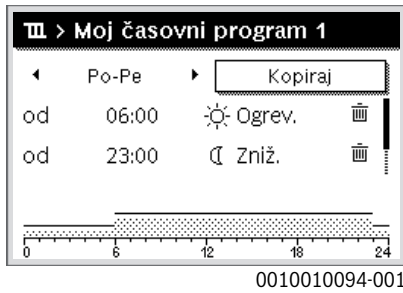 > Moj časovni program 1
Po-Pe Kopiraj
od 06:00 Ogrev.
od 23:00 Zniž.
0 6 12 18 24
0010010094-001